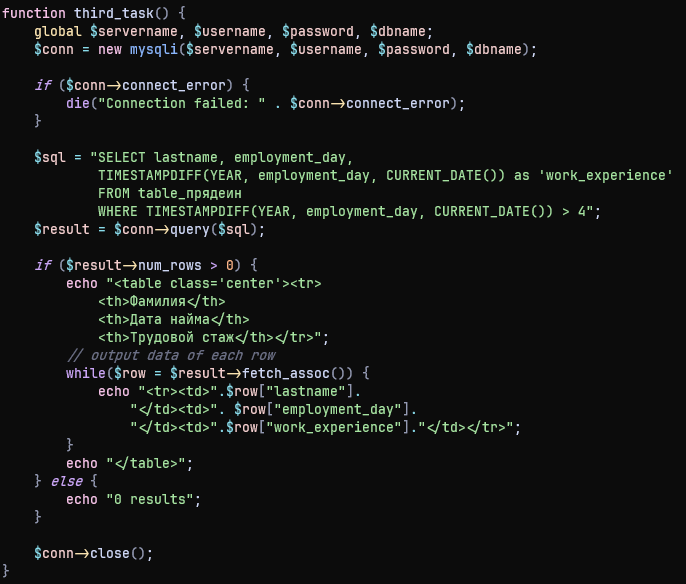 function third_task() {
    global $servername, $username, $password, $dbname;
    $conn = new mysqli($servername, $username, $password, $dbname);

    if ($conn->connect_error) {
        die("Connection failed: " . $conn->connect_error);
    }

    $sql = "SELECT lastname, employment_day,
            TIMESTAMPDIFF(YEAR, employment_day, CURRENT_DATE()) as 'work_experience'
            FROM table_прядеин
            WHERE TIMESTAMPDIFF(YEAR, employment_day, CURRENT_DATE()) > 4";
    $result = $conn->query($sql);

    if ($result->num_rows > 0) {
        echo "<table class='center'><tr>
            <th>Фамилия</th>
            <th>Дата найма</th>
            <th>Трудовой стаж</th></tr>";
        // output data of each row
        while($row = $result->fetch_assoc()) {
            echo "<tr><td>".$row["lastname"].
                "</td><td>". $row["employment_day"].
                "</td><td>".$row["work_experience"]."</td></tr>";
        }
        echo "</table>";
    } else {
        echo "0 results";
    }

    $conn->close();
}